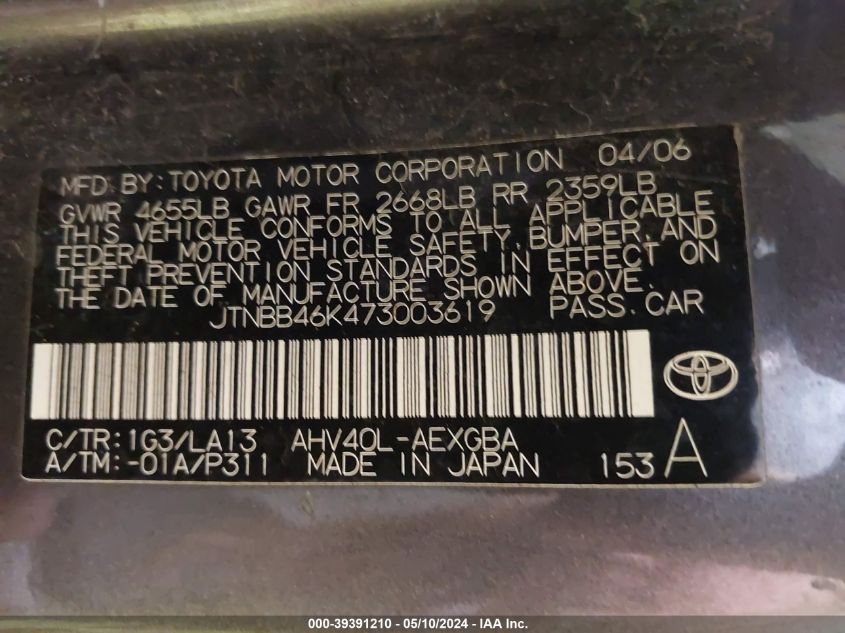 MFD BY: TOYOTA MOTOR CORPORATION 04/06
GVWR 4655LB GAWR FR 2668LB RR 2359LB
THIS VEHICLE CONFORMS TO ALL APPLICABLE
FEDERAL MOTOR VEHICLE SAFETY, BUMPER, AND
THEFT PREVENTION STANDARDS IN EFFECT ON
THE DATE OF MANUFACTURE SHOWN ABOVE.
JTNBB46K473003619 PASS. CAR
C/TR: 1G3/LA13 AHV40L-AEXGBA
A/TM: -01A/P311 MADE IN JAPAN 153 A
000-39391210 - 05/10/2024 - IAA Inc.